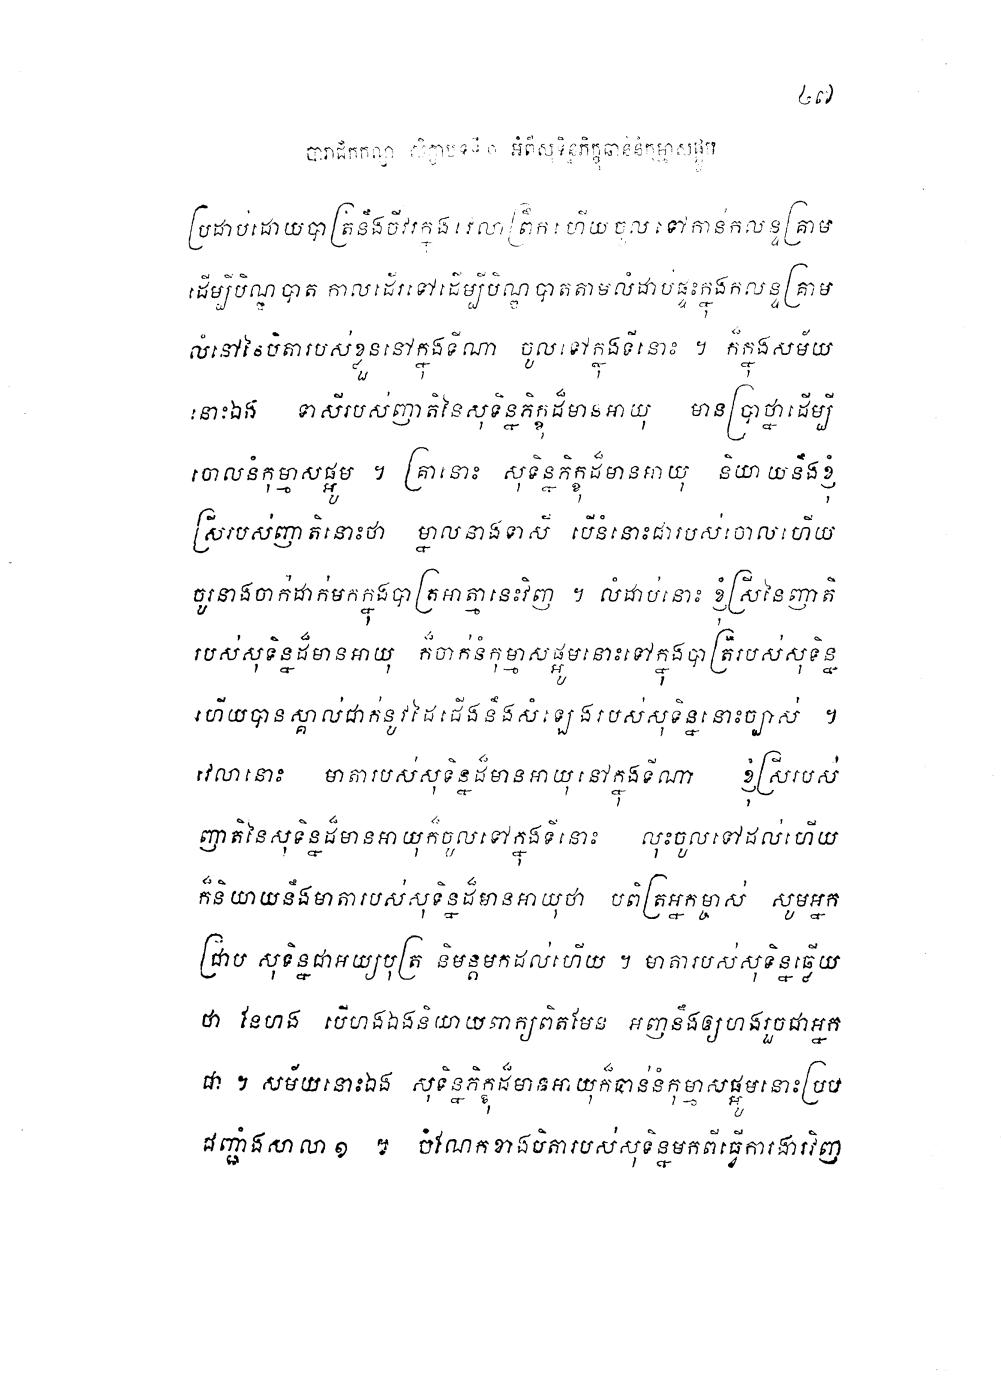 ៤៧
បារាជិកកណ្ឌ សិក្ខាបទទី ១ អំពីសុទិន្នភិក្ខុឆាន់នំកុម្មាសផ្អូម
ប្រដាប់ដោយបាត្រនឹងចីវរក្នុងវេលាព្រឹក ហើយចូលទៅកាន់កលន្ទគ្រាម
ដើម្បីបិណ្ឌបាត កាលដើរទៅដើម្បីបិណ្ឌបាតតាមលំដាប់ផ្ទះក្នុងកលន្ទគ្រាម
លំនៅនៃបិតារបស់ខ្លួននៅក្នុងទីណា ចូលទៅក្នុងទីនោះ ។ ក៏ក្នុងសម័យ
នោះឯង ទាសីរបស់ញាតិនៃសុទិន្នភិក្ខុដ៏មានអាយុ មានប្រាថ្នាដើម្បី
ចោលនំកុម្មាសផ្អូម ។ គ្រានោះ សុទិន្នភិក្ខុដ៏មានអាយុ និយាយនឹងខ្ញុំ
ស្រីរបស់ញាតិនោះថា ម្នាលនាងទាសី បើនំនោះជារបស់ចោលហើយ
ចូរនាងចាក់ដាក់មកក្នុងបាត្រអាត្មានេះវិញ ។ លំដាប់នោះ ខ្ញុំស្រីនៃញាតិ
របស់សុទិន្នដ៏មានអាយុ ក៏ចាក់នំកុម្មាសផ្អូមនោះទៅក្នុងបាត្ររបស់សុទិន្ន
ហើយបានស្គាល់ជាក់នូវដៃជើងនឹងសំឡេងរបស់សុទិន្ននោះច្បាស់ ។
វេលានោះ មាតារបស់សុទិន្នដ៏មានអាយុនៅក្នុងទីណា ខ្ញុំស្រីរបស់
ញាតិនៃសុទិន្នដ៏មានអាយុក៏ចូលទៅក្នុងទីនោះ លុះចូលទៅដល់ហើយ
ក៏និយាយនឹងមាតារបស់សុទិន្នដ៏មានអាយុថា បពិត្រអ្នកម្ចាស់ សូមអ្នក
ជ្រាប សុទិន្នជាអយ្យបុត្រ និមន្តមកដល់ហើយ ។ មាតារបស់សុទិន្នឆ្លើយ
ថា នែហង បើហងឯងនិយាយពាក្យពិតមែន អញនឹងឲ្យហងរួចជាអ្នក
ជា ។ សម័យនោះឯង សុទិន្នភិក្ខុដ៏មានអាយុក៏ឆាន់នំកុម្មាសផ្អូមនោះប្រប
ជញ្ជាំងសាលា ១ ។ ចំណែកខាងបិតារបស់សុទិន្នមកពីធ្វើការងារវិញ